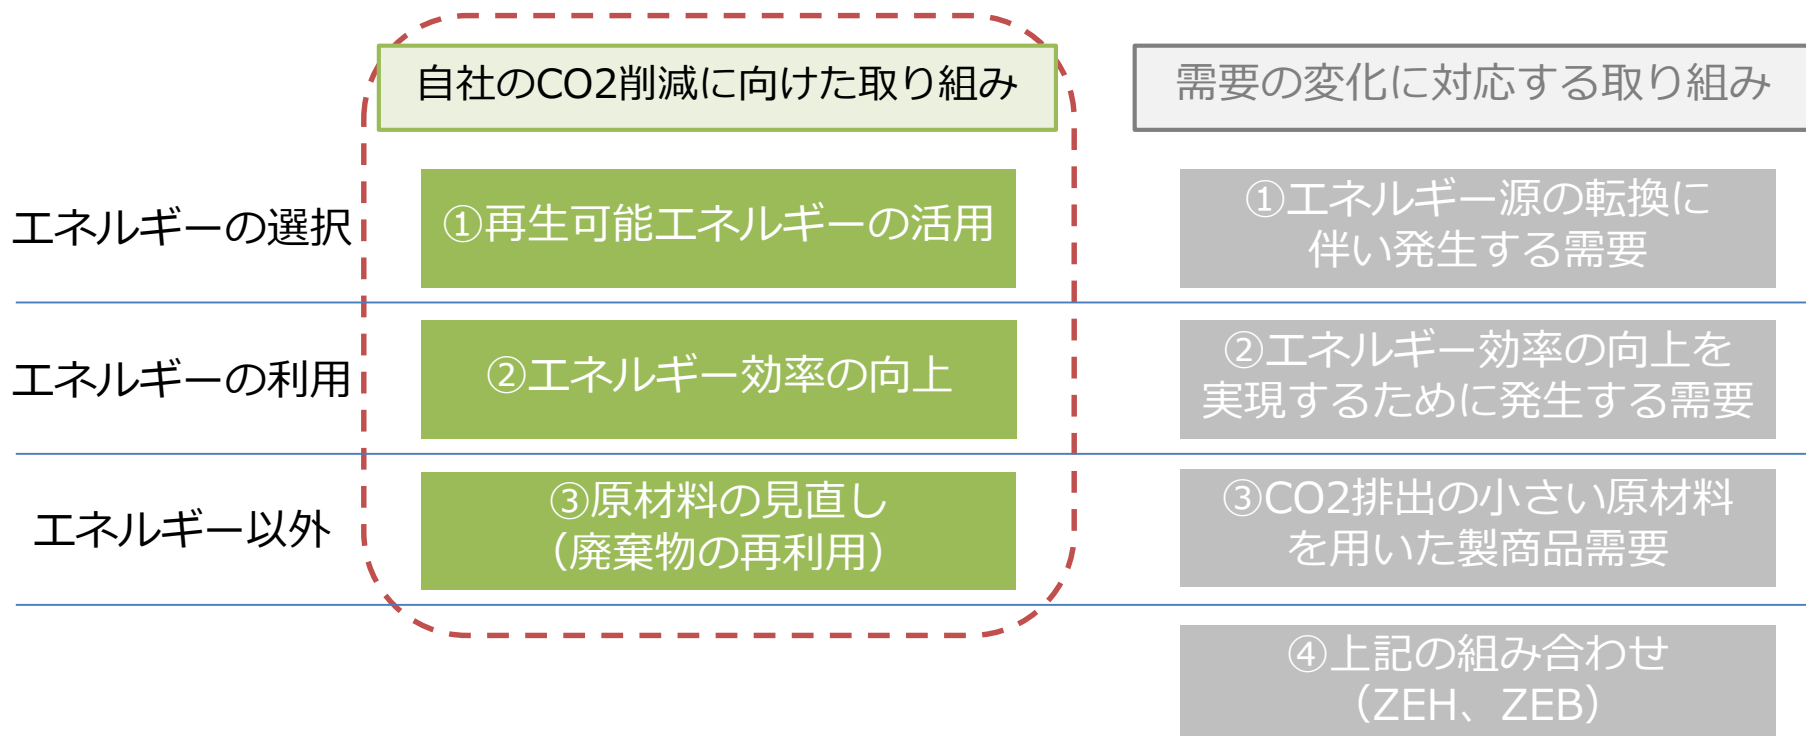 自社のCO2削減に向けた取り組み
需要の変化に対応する取り組み
エネルギーの選択
①再生可能エネルギーの活用
①エネルギー源の転換に
伴い発生する需要
エネルギーの利用
②エネルギー効率の向上
②エネルギー効率の向上を
実現するために発生する需要
エネルギー以外
③原材料の見直し
（廃棄物の再利用）
③CO2排出の小さい原材料
を用いた製商品需要
④上記の組み合わせ
（ZEH、ZEB）